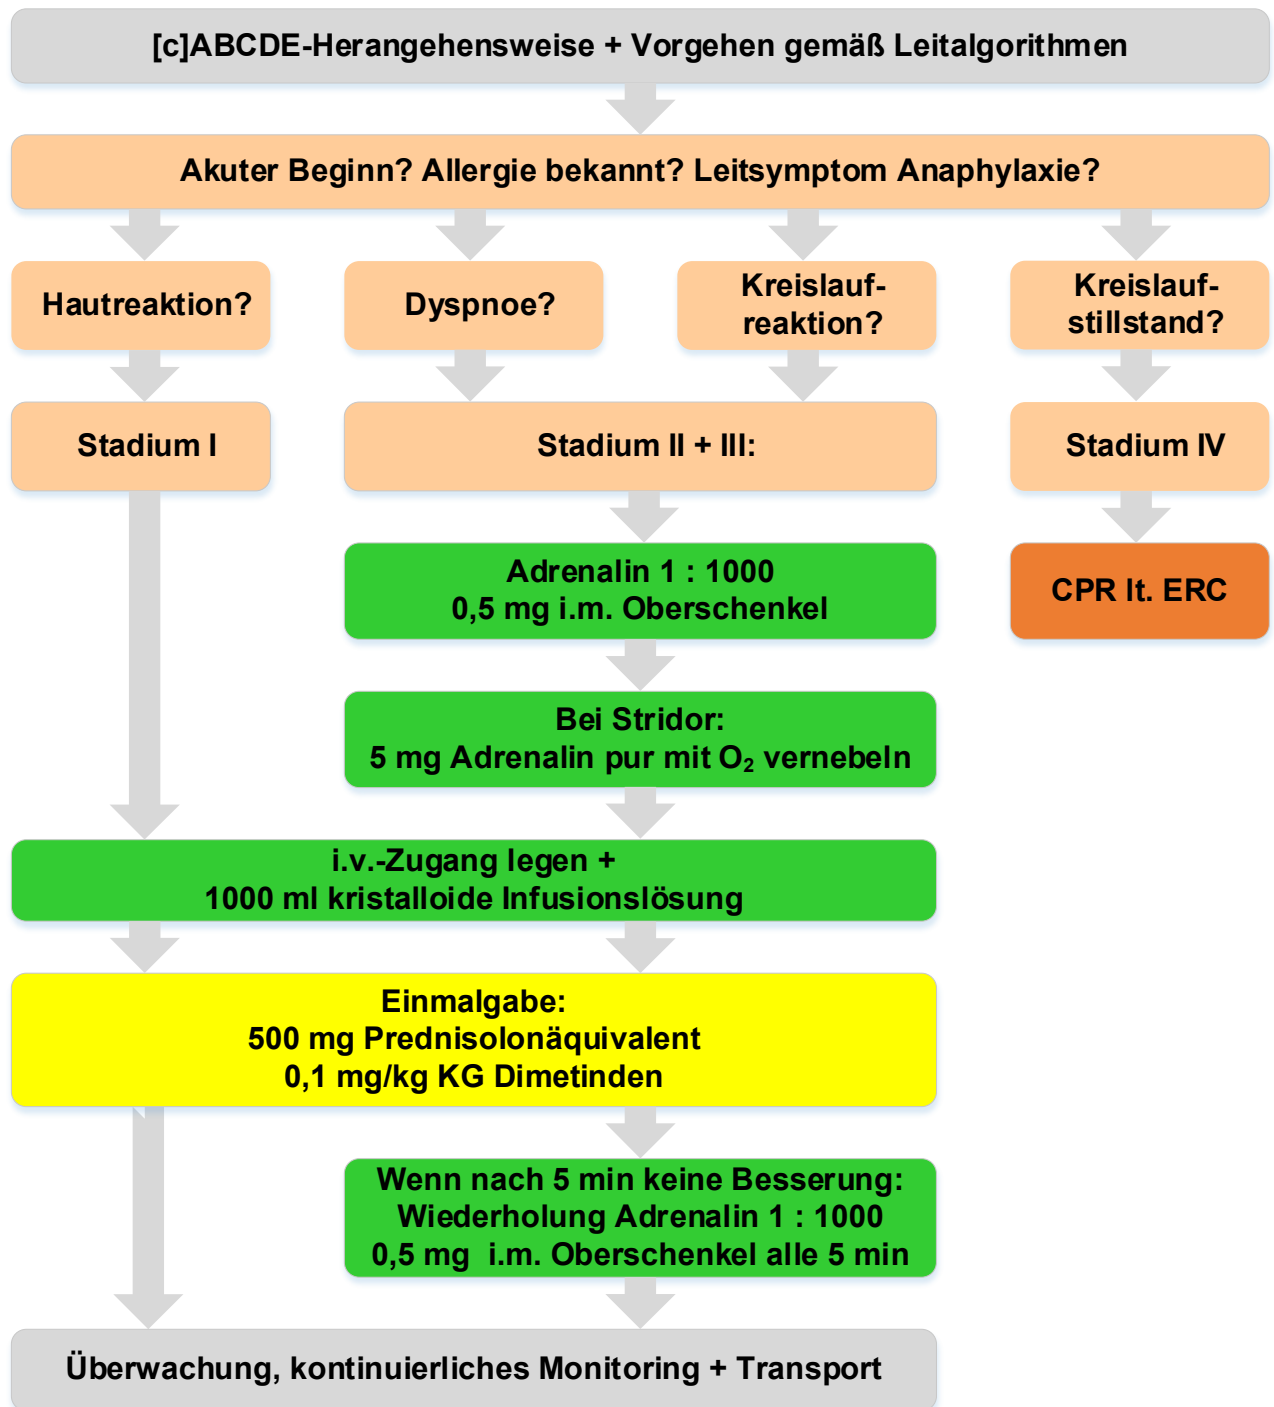 [c]ABCDE-Herangehensweise + Vorgehen gemäß Leitalgorithmen
Akuter Beginn? Allergie bekannt? Leitsymptom Anaphylaxie?
Hautreaktion?
Dyspnoe?
Kreislauf-
reaktion?
Kreislauf-
stillstand?
Stadium I
Stadium II + III:
Stadium IV
Adrenalin 1 : 1000
0,5 mg i.m. Oberschenkel
CPR lt. ERC
Bei Stridor:
5 mg Adrenalin pur mit O₂ vernebeln
i.v.-Zugang legen +
1000 ml kristalloide Infusionslösung
Einmalgabe:
500 mg Prednisolonäquivalent
0,1 mg/kg KG Dimetinden
Wenn nach 5 min keine Besserung:
Wiederholung Adrenalin 1 : 1000
0,5 mg i.m. Oberschenkel alle 5 min
Überwachung, kontinuierliches Monitoring + Transport